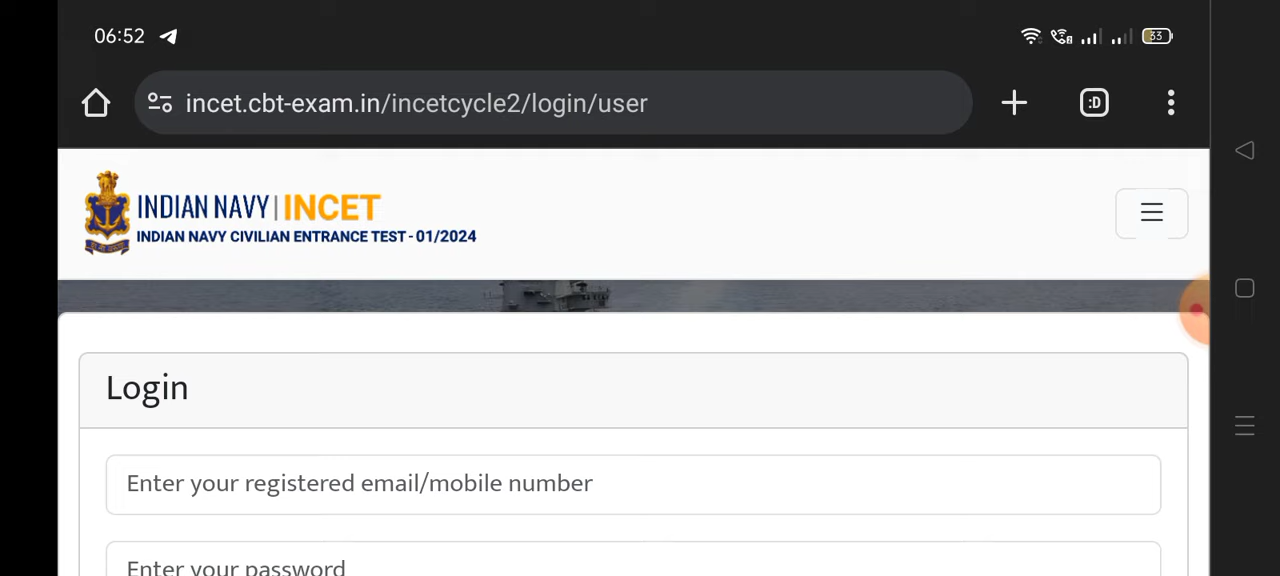 06:52
33
:D
incet.cbt-exam.in/incetcycle2/login/user
INDIAN NAVY | INCET
INDIAN NAVY CIVILIAN ENTRANCE TEST - 01/2024
Login
Enter your registered email/mobile number
Enter your password